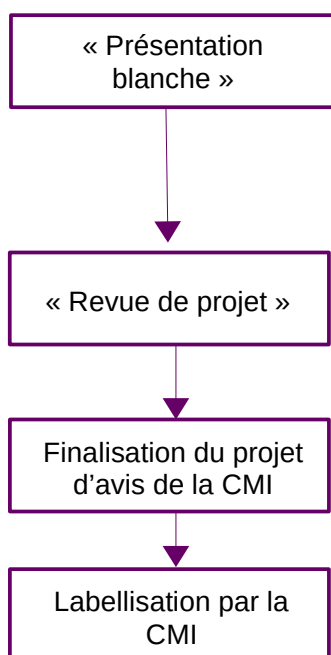 « Présentation
blanche »
« Revue de projet »
Finalisation du projet
d’avis de la CMI
Labellisation par la
CMI